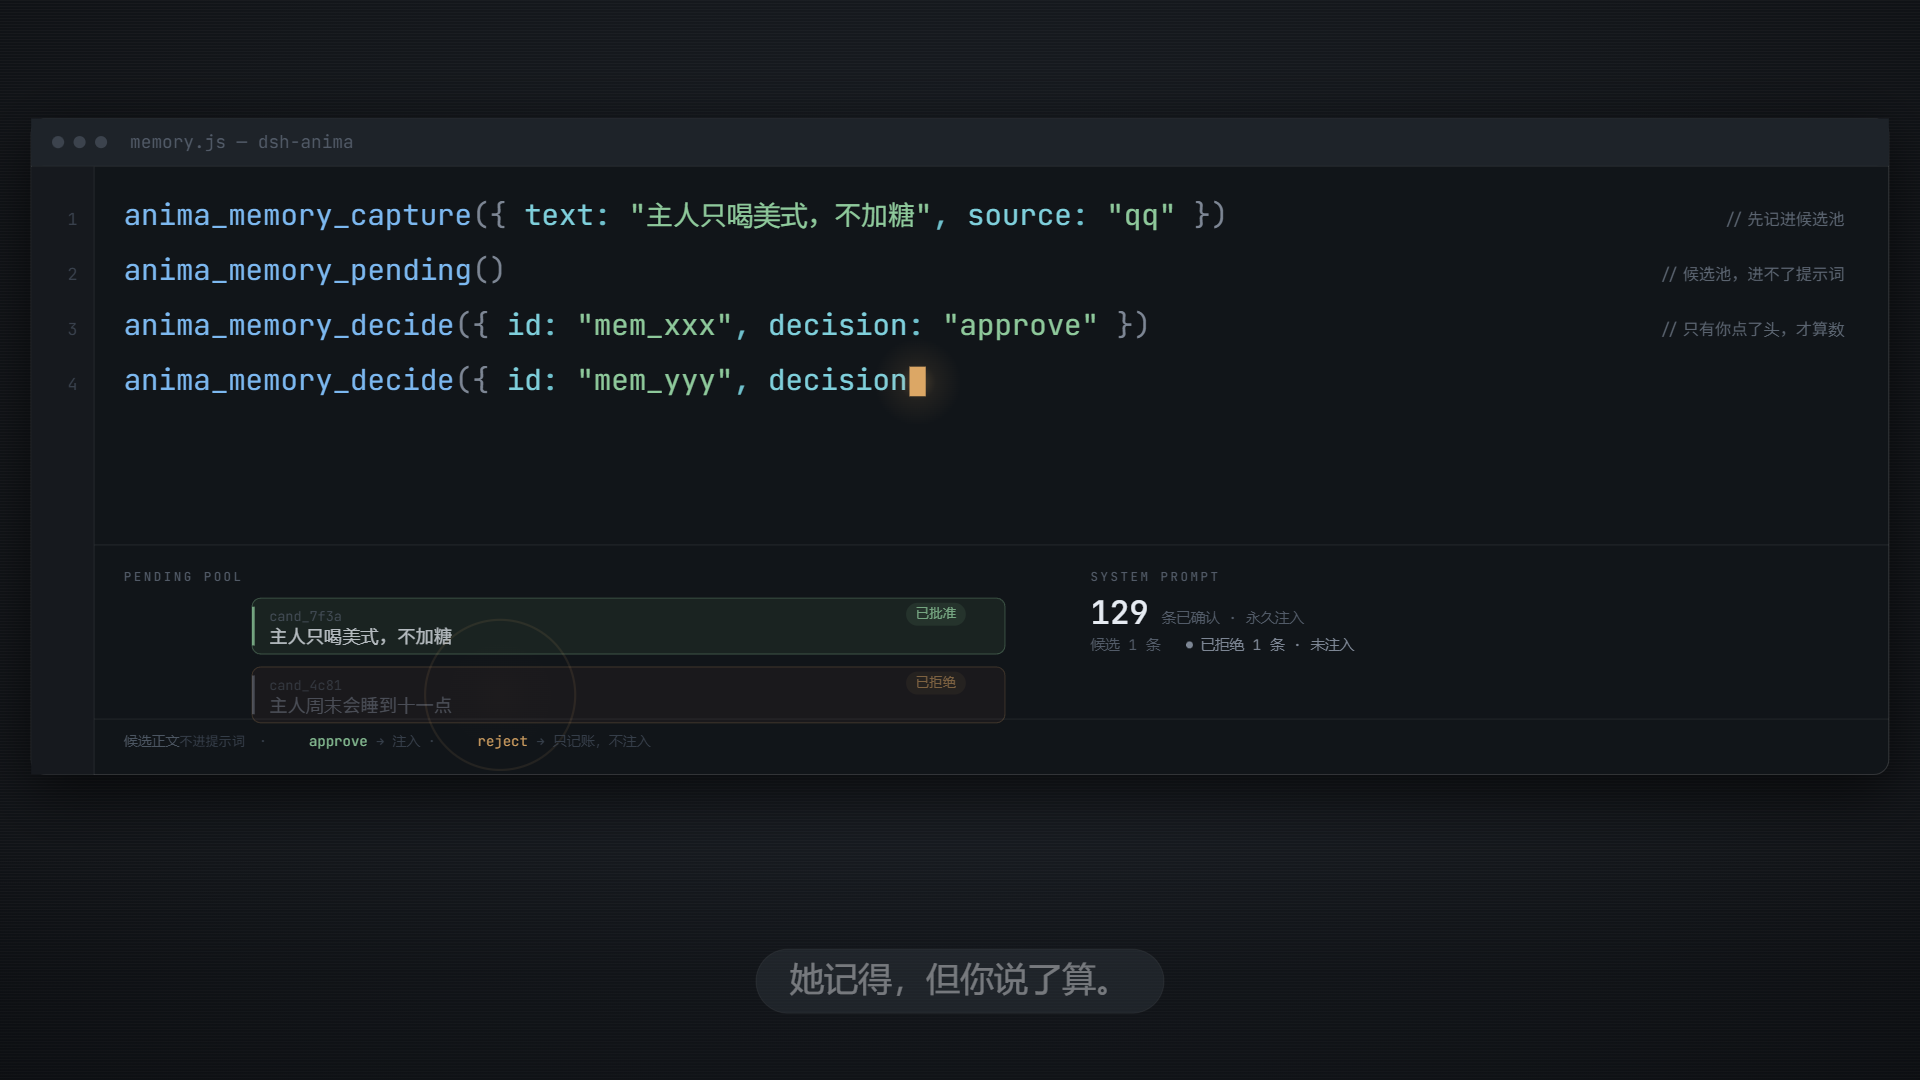 memory.js — dsh-anima
1 anima_memory_capture({ text: "主人只喝美式，不加糖", source: "qq" }) // 先记进候选池
2 anima_memory_pending() // 候选池，进不了提示词
3 anima_memory_decide({ id: "mem_xxx", decision: "approve" }) // 只有你点了头，才算数
4 anima_memory_decide({ id: "mem_yyy", decision
PENDING POOL
cand_7f3a 已批准
主人只喝美式，不加糖
cand_4c81 已拒绝
主人周末会睡到十一点
SYSTEM PROMPT
129 条已确认 · 永久注入
候选 1 条 ● 已拒绝 1 条 · 未注入
候选正文不进提示词 · approve → 注入 · reject → 只记账，不注入
她记得，但你说了算。